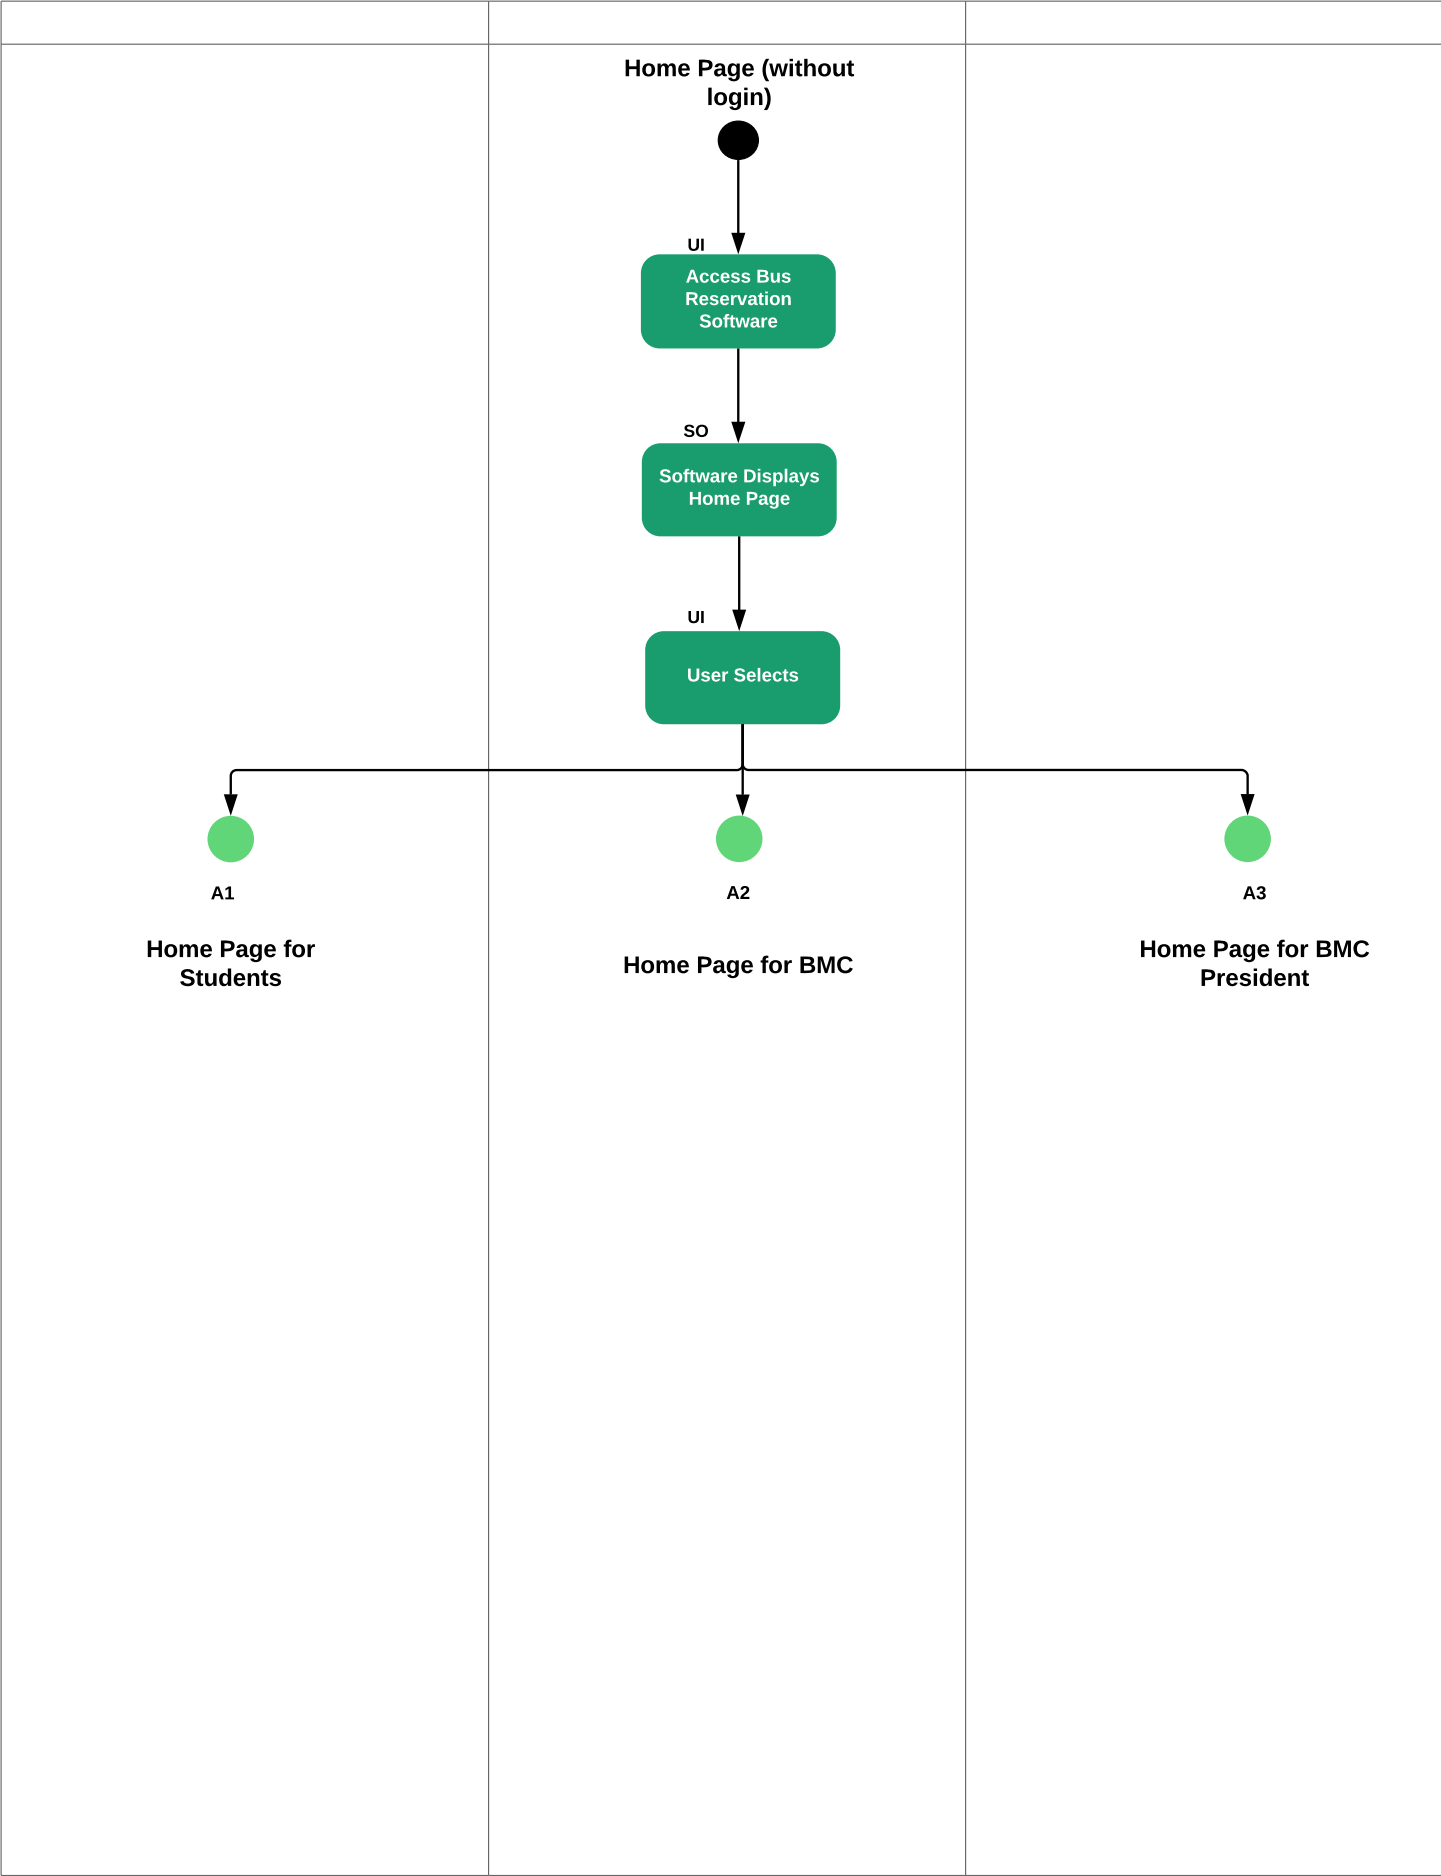 Home Page (without
login)
UI
Access Bus
Reservation
Software
SO
Software Displays
Home Page
UI
User Selects
A1
A2
A3
Home Page for
Students
Home Page for BMC
Home Page for BMC
President